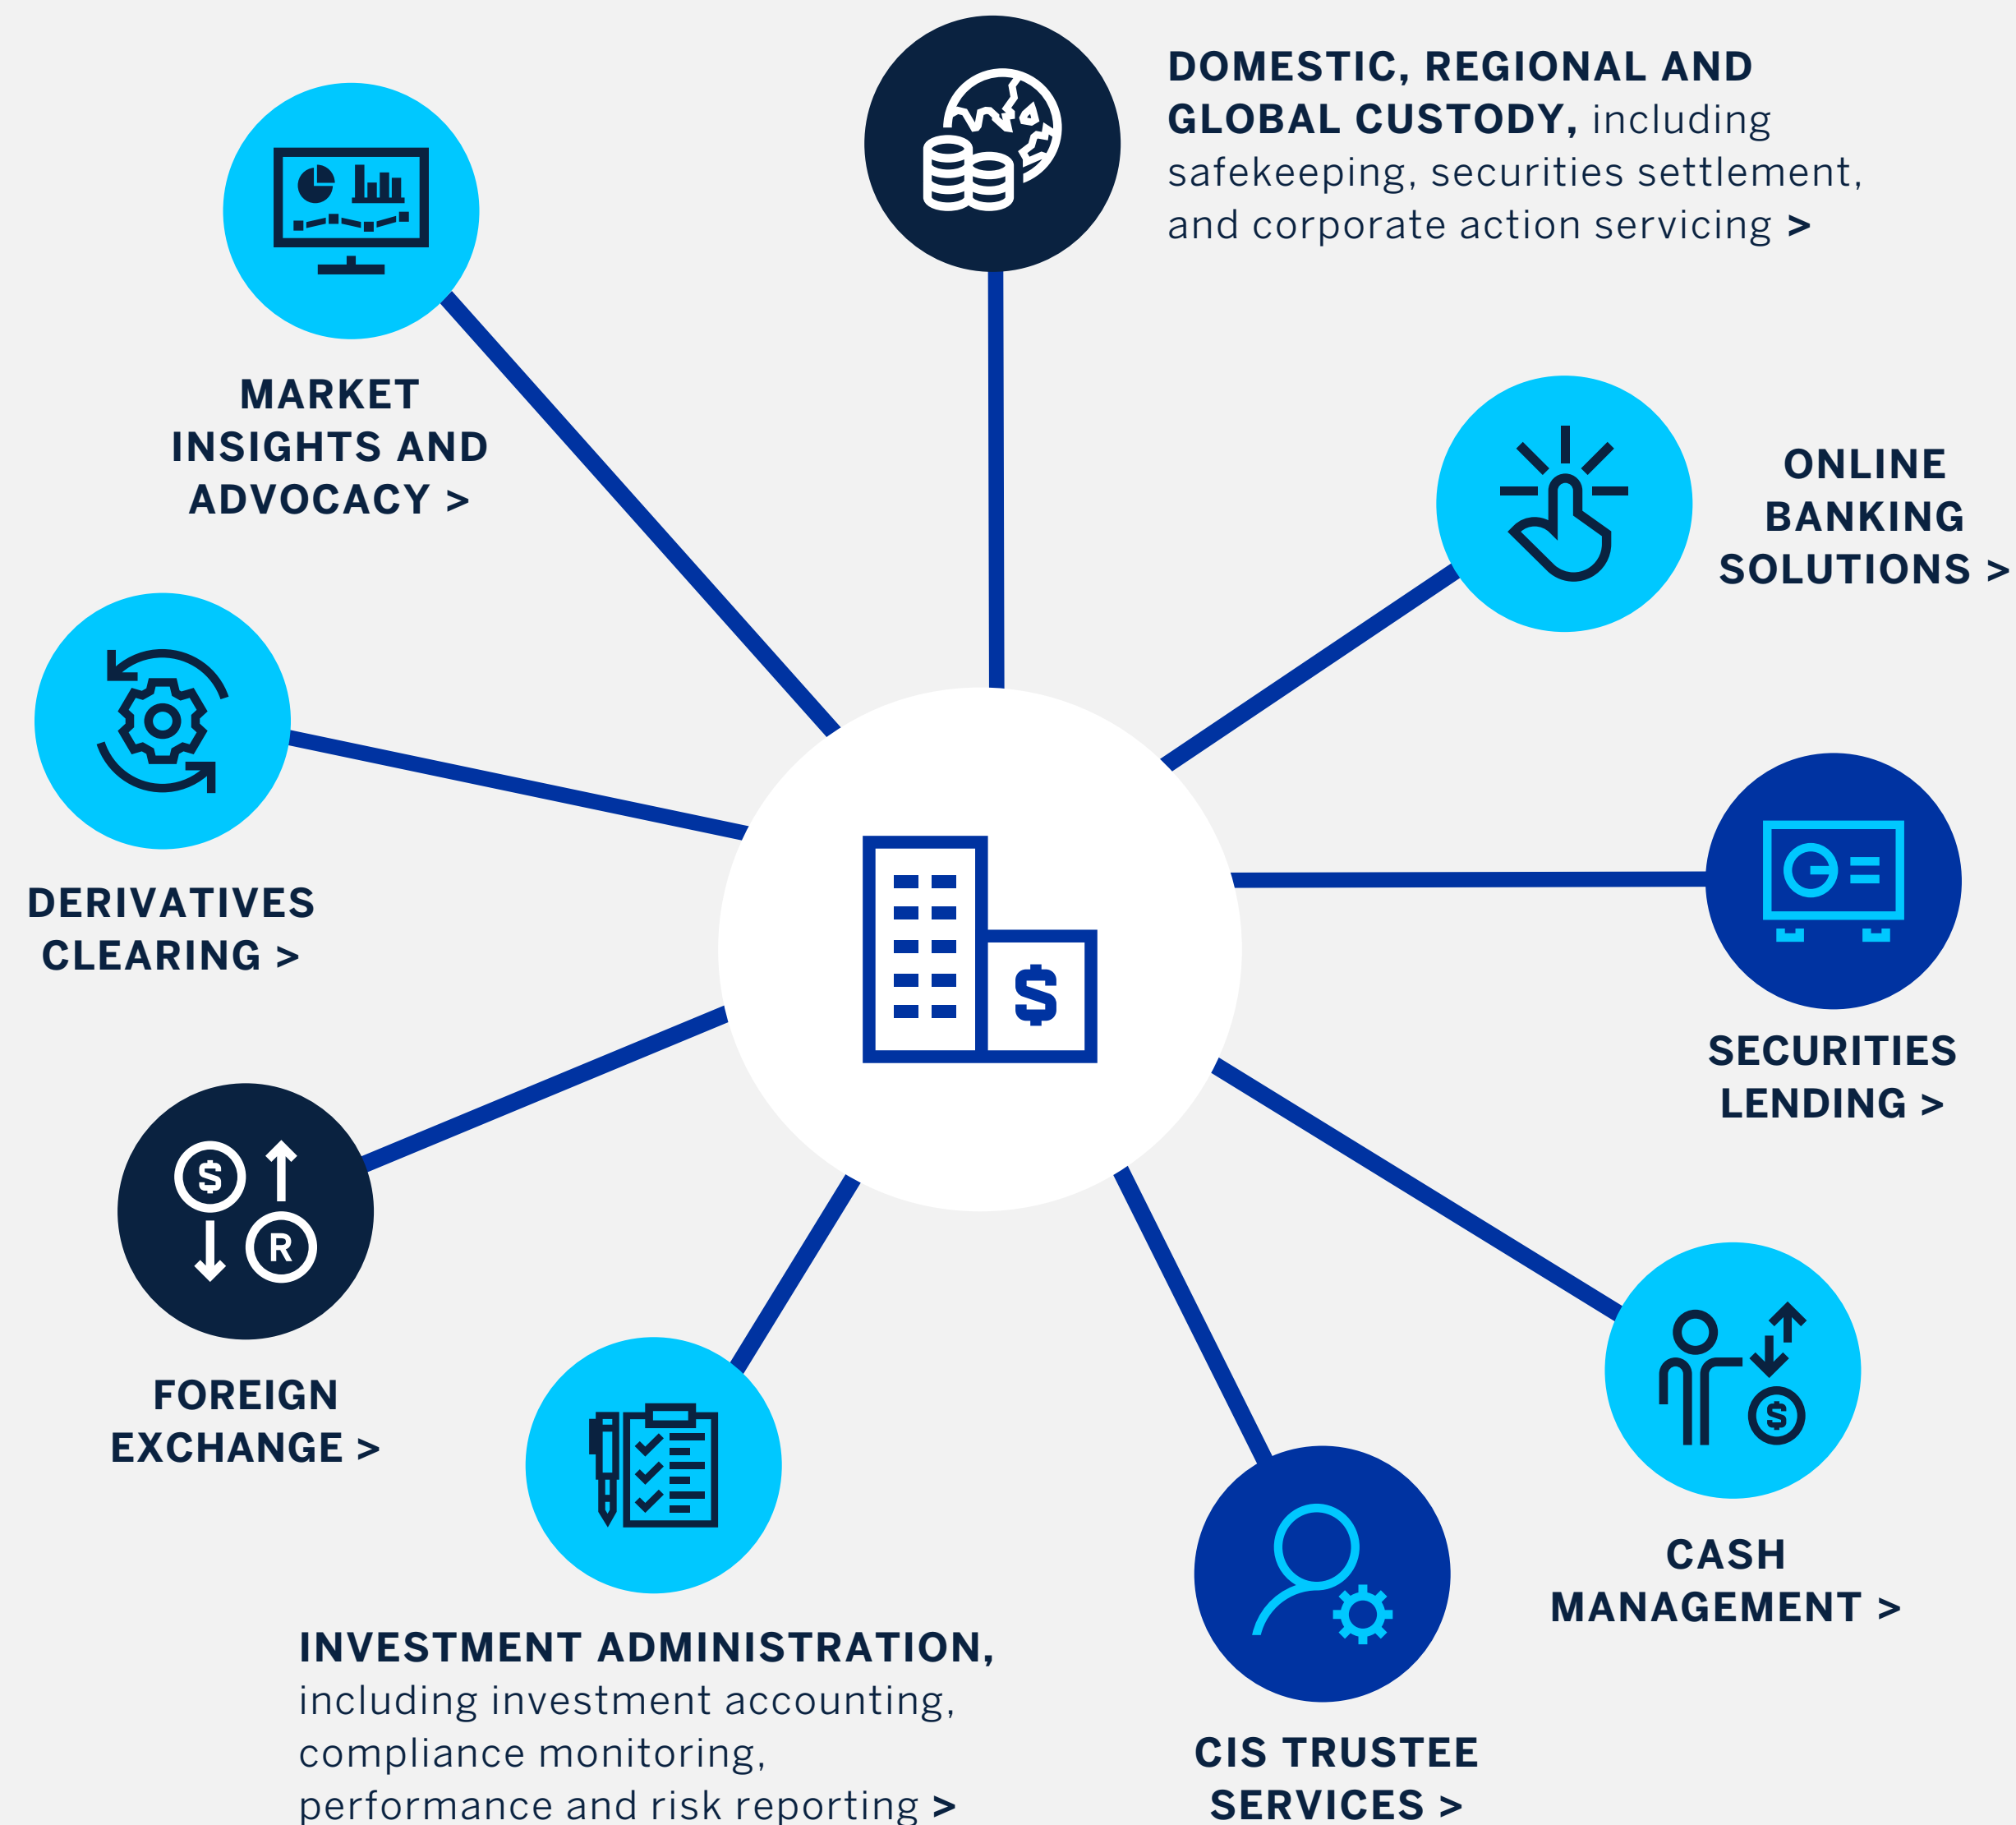 DOMESTIC, REGIONAL AND
GLOBAL CUSTODY, including
safekeeping, securities settlement,
and corporate action servicing >
MARKET
INSIGHTS AND
ADVOCACY >
ONLINE
BANKING
SOLUTIONS >
DERIVATIVES
CLEARING >
$
SECURITIES
LENDING >
$
R
FOREIGN
EXCHANGE >
$
CASH
MANAGEMENT >
INVESTMENT ADMINISTRATION,
including investment accounting,
compliance monitoring,
performance and risk reporting >
CIS TRUSTEE
SERVICES >